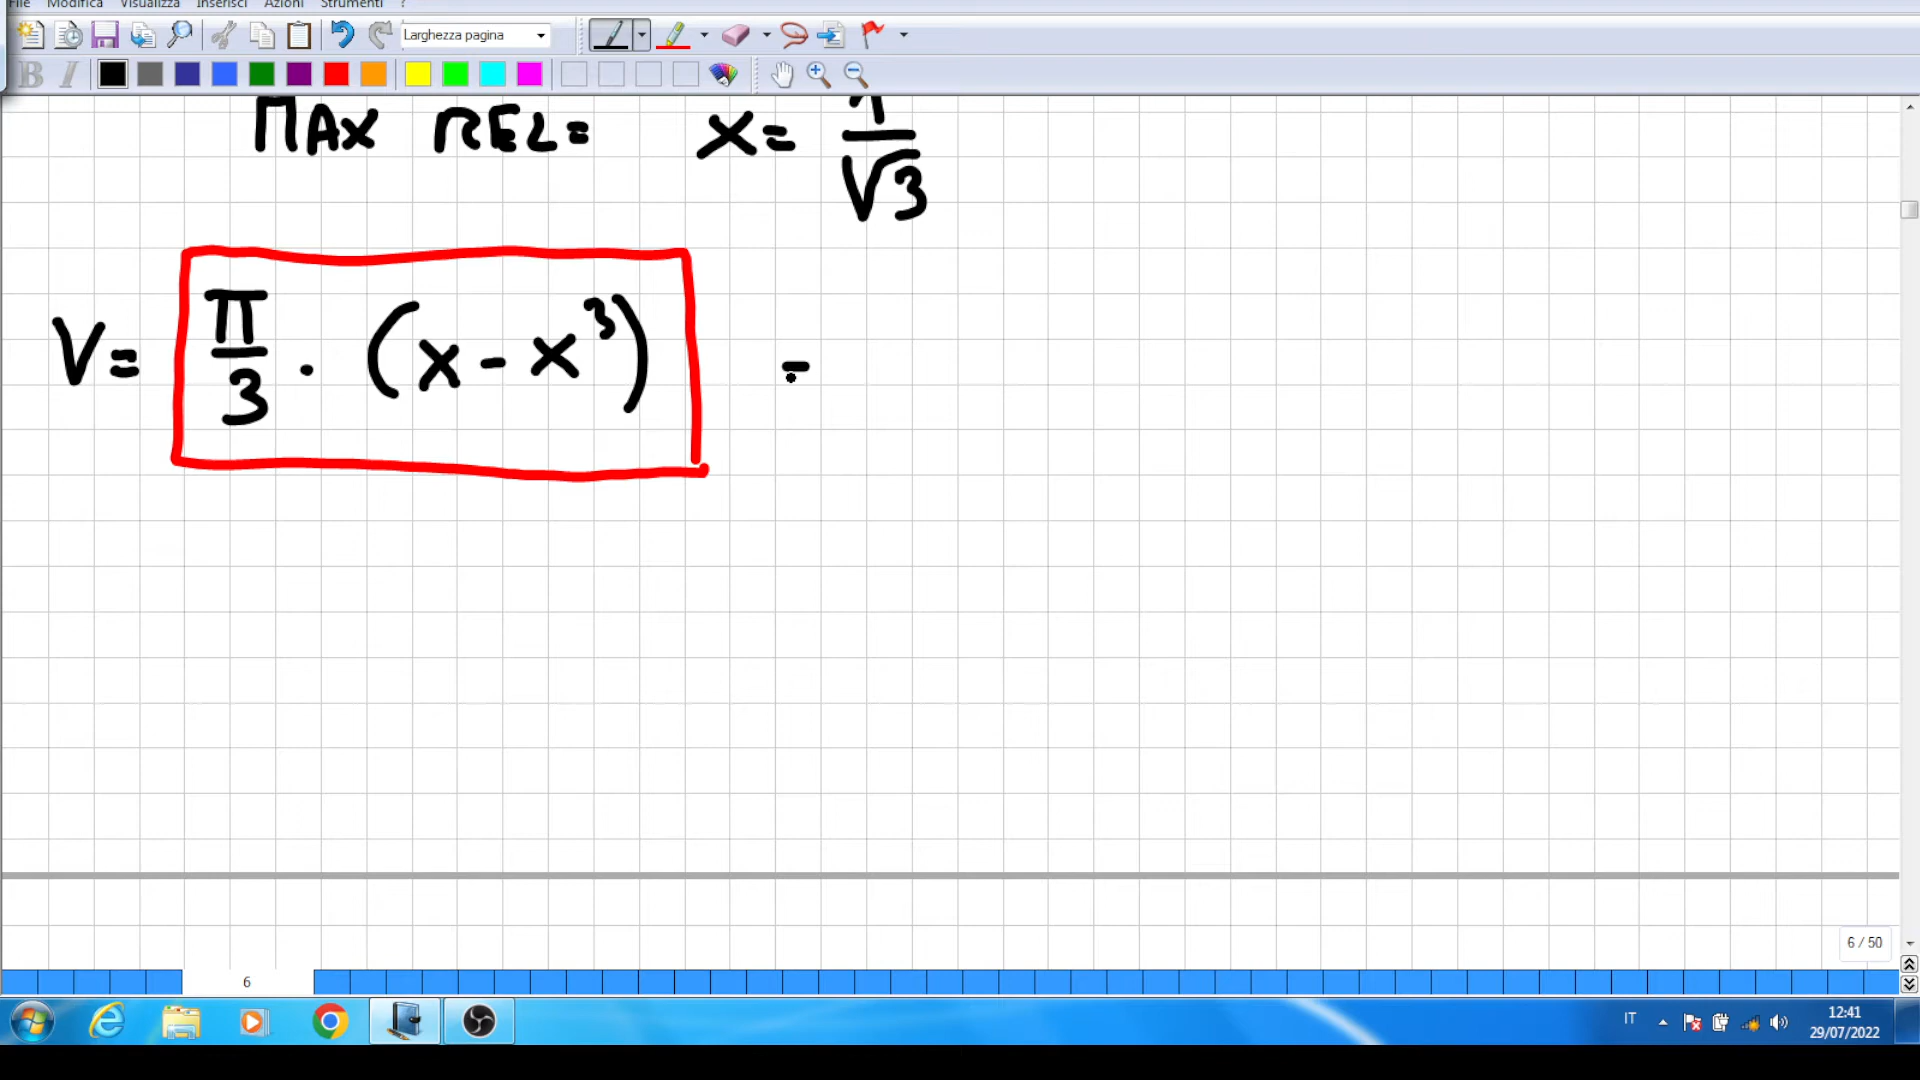 File Modifica Visualizza Inserisci Azioni Strumenti ?
Larghezza pagina
B I
MAX REL= x= 1/√3
V= π/3 · (x - x³) =
6 / 50
6
IT
12:41
29/07/2022